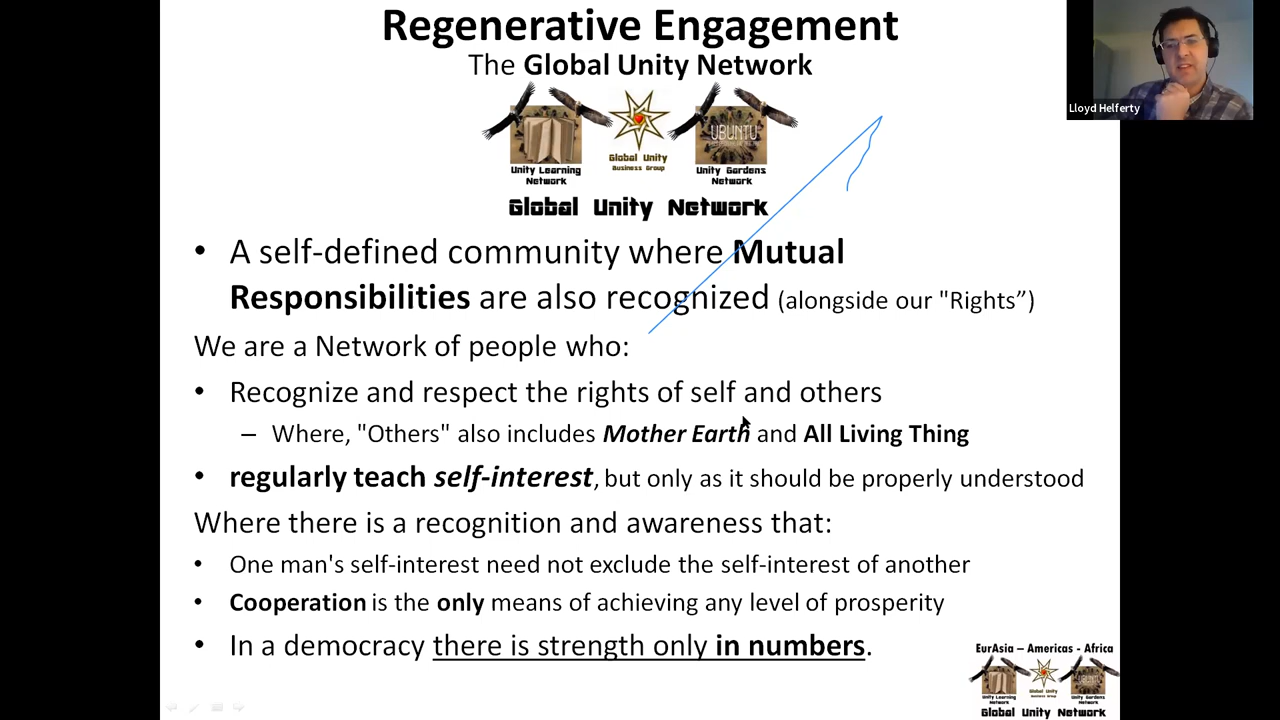 Regenerative Engagement
The Global Unity Network
UBUNTU
Unity Learning
Network
Global Unity
Business Group
Unity Gardens
Network
Global Unity Network
Lloyd Helferty
• A self-defined community where Mutual
Responsibilities are also recognized (alongside our "Rights”)
We are a Network of people who:
• Recognize and respect the rights of self and others
– Where, "Others" also includes Mother Earth and All Living Thing
• regularly teach self-interest, but only as it should be properly understood
Where there is a recognition and awareness that:
• One man's self-interest need not exclude the self-interest of another
• Cooperation is the only means of achieving any level of prosperity
• In a democracy there is strength only in numbers.
EurAsia – Americas - Africa
UBUNTU
Unity Learning
Network
Global Unity
Business Group
Unity Gardens
Network
Global Unity Network